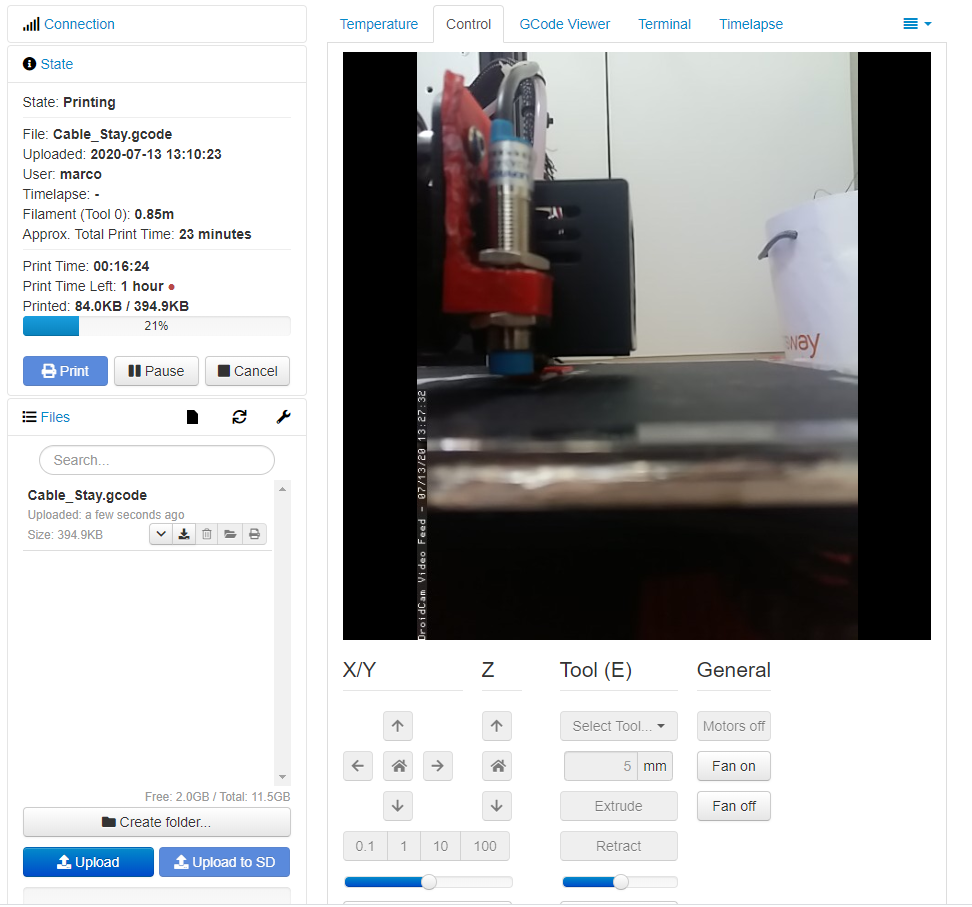 Connection
State
State: Printing
File: Cable_Stay.gcode
Uploaded: 2020-07-13 13:10:23
User: marco
Timelapse: -
Filament (Tool 0): 0.85m
Approx. Total Print Time: 23 minutes
Print Time: 00:16:24
Print Time Left: 1 hour
Printed: 84.0KB / 394.9KB
21%
Print
Pause
Cancel
Files
Search...
Cable_Stay.gcode
Uploaded: a few seconds ago
Size: 394.9KB
Free: 2.0GB / Total: 11.5GB
Create folder...
Upload
Upload to SD
Temperature
Control
GCode Viewer
Terminal
Timelapse
way
DroidCam Video Feed - 07/13/20 13:27:32
X/Y
Z
Tool (E)
General
Select Tool...
Motors off
5 mm
Fan on
Extrude
Fan off
0.1 1 10 100
Retract